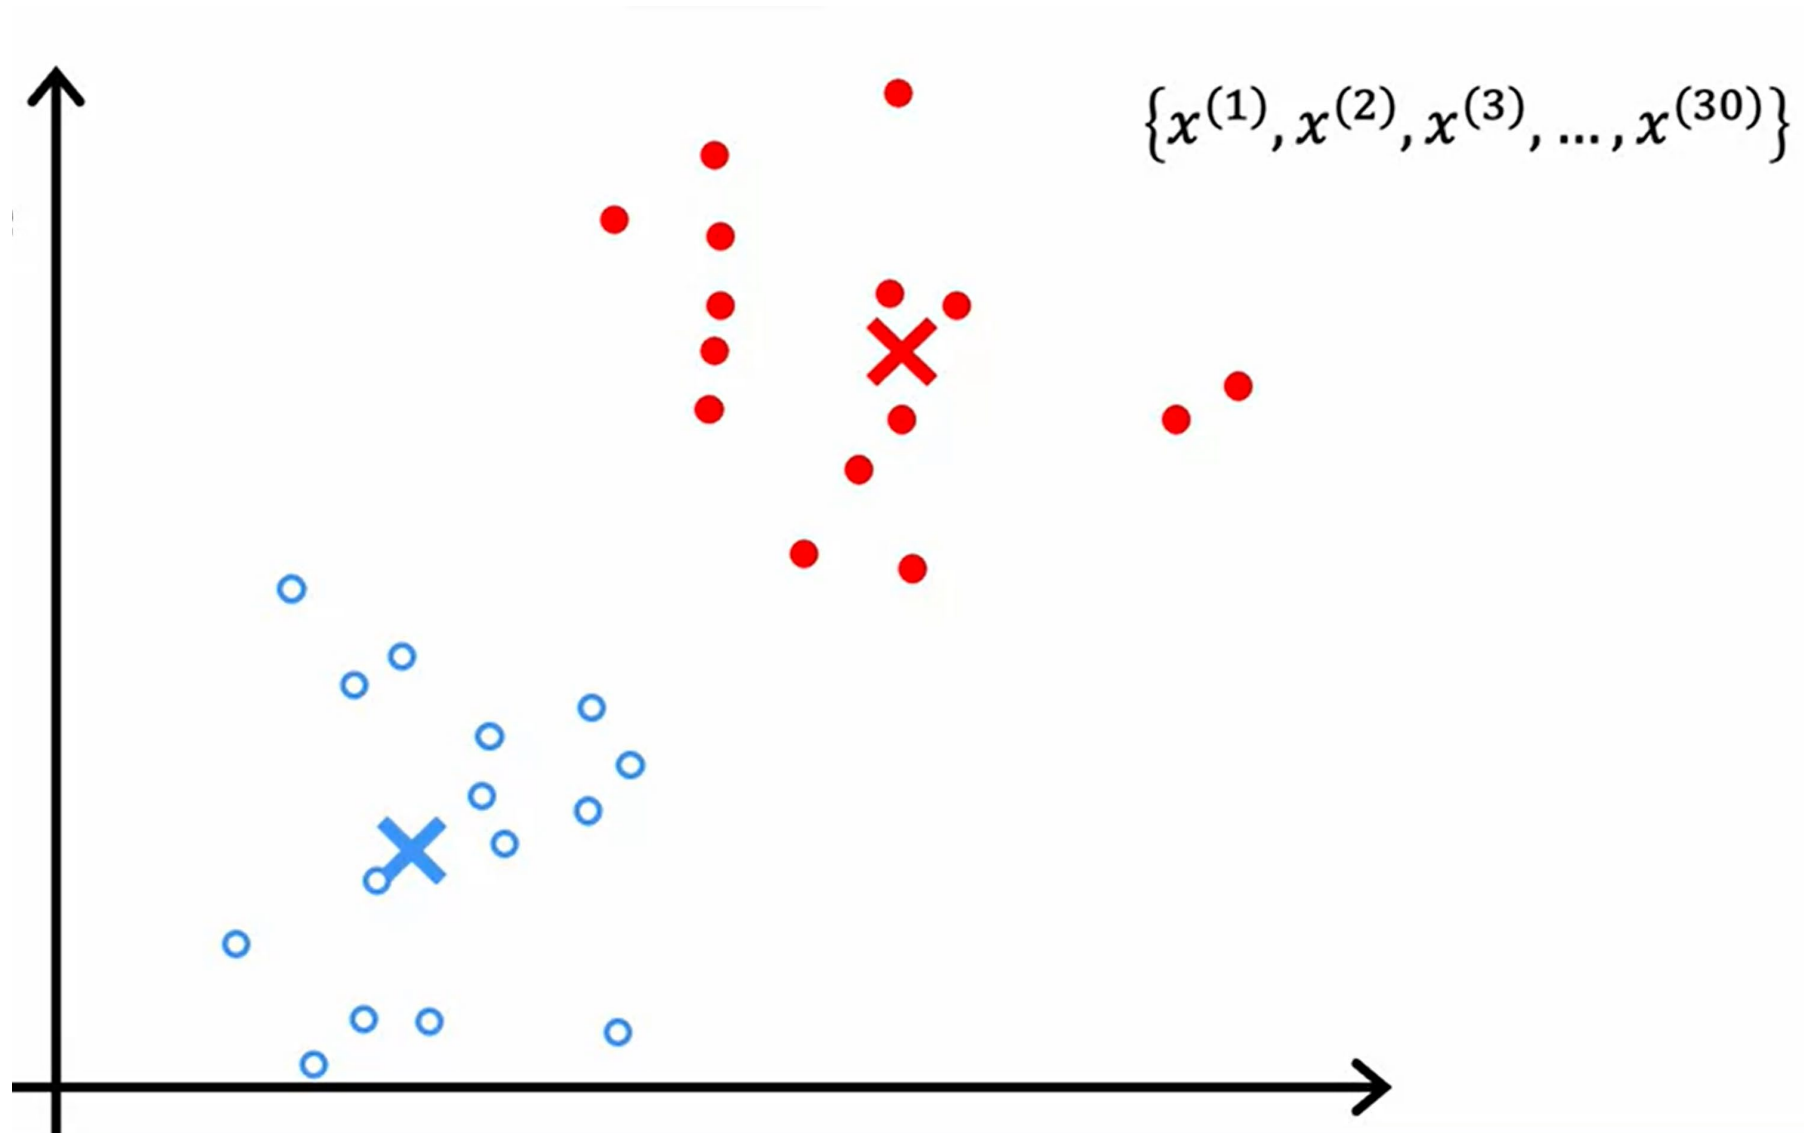 {x⁽¹⁾, x⁽²⁾, x⁽³⁾, ..., x⁽³⁰⁾}